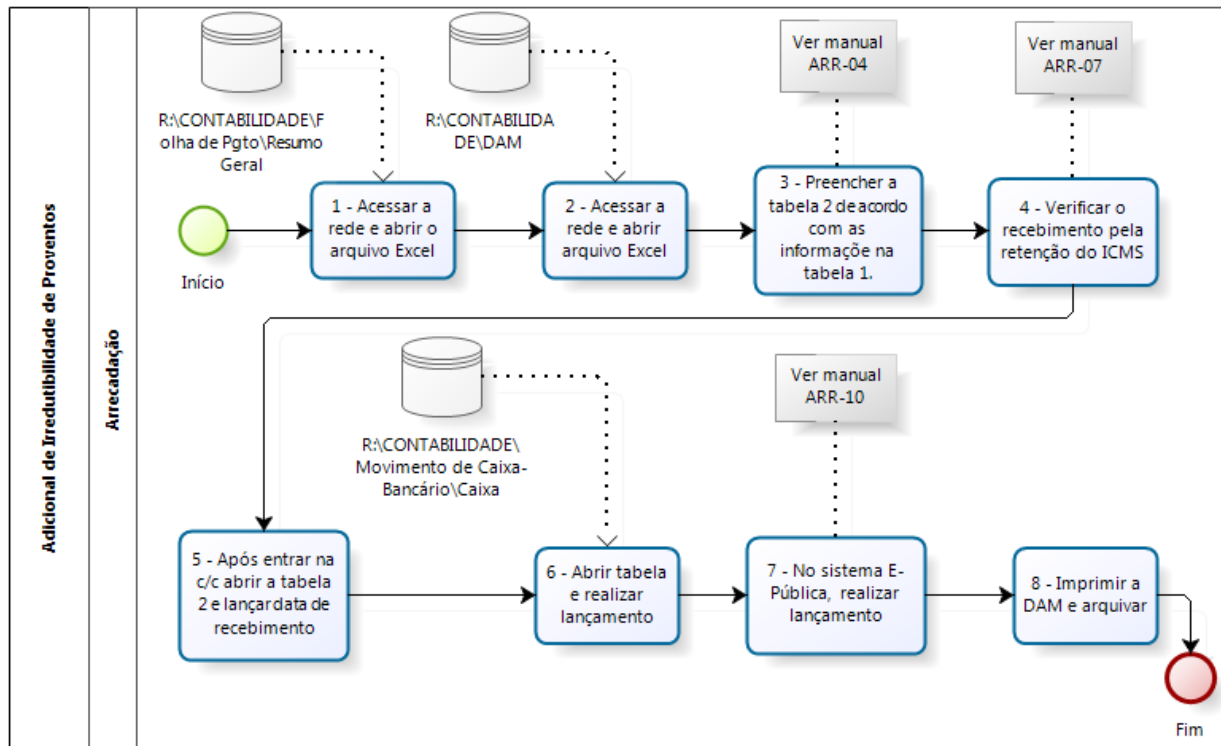 Adicional de Irredutibilidade de Proventos
Arrecadação
R:\CONTABILIDADE\F
olha de Pgto\Resumo
Geral
R:\CONTABILIDA
DE\DAM
Ver manual
ARR-04
Ver manual
ARR-07
Início
1 - Acessar a
rede e abrir o
arquivo Excel
2 - Acessar a
rede e abrir
arquivo Excel
3 - Preencher a
tabela 2 de acordo
com as
informaçõe na
tabela 1.
4 - Verificar o
recebimento pela
retenção do ICMS
R:\CONTABILIDADE\
Movimento de Caixa-
Bancário\Caixa
Ver manual
ARR-10
5 - Após entrar na
c/c abrir a tabela
2 e lançar data de
recebimento
6 - Abrir tabela
e realizar
lançamento
7 - No sistema E-
Pública, realizar
lançamento
8 - Imprimir a
DAM e arquivar
Fim